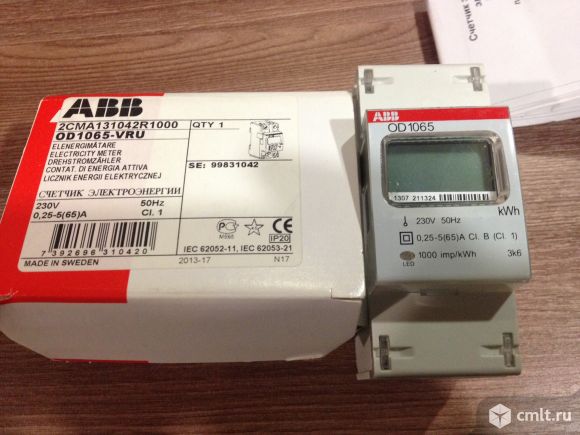 ABB
2CMA131042R1000
OD1065-VRU
QTY 1
ELENERGIMÄTARE
ELECTRICITY METER
DREHSTROMZÄHLER
CONTAT. DI ENERGIA ATTIVA
LICZNIK ENERGII ELEKTRYCZNEJ
SE: 99831042
СЧЕТЧИК ЭЛЕКТРОЭНЕРГИИ
230V 50Hz
0,25-5(65)A Cl. 1
IP20
IEC 62052-11, IEC 62053-21
7 392696 310420
MADE IN SWEDEN
2013-17 N17
ABB
OD1065
1307 211324
kWh
230V 50Hz
0,25-5(65)A Cl. B (Cl. 1)
1000 imp/kWh 3k6
LED
Счетчик
cmlt.ru